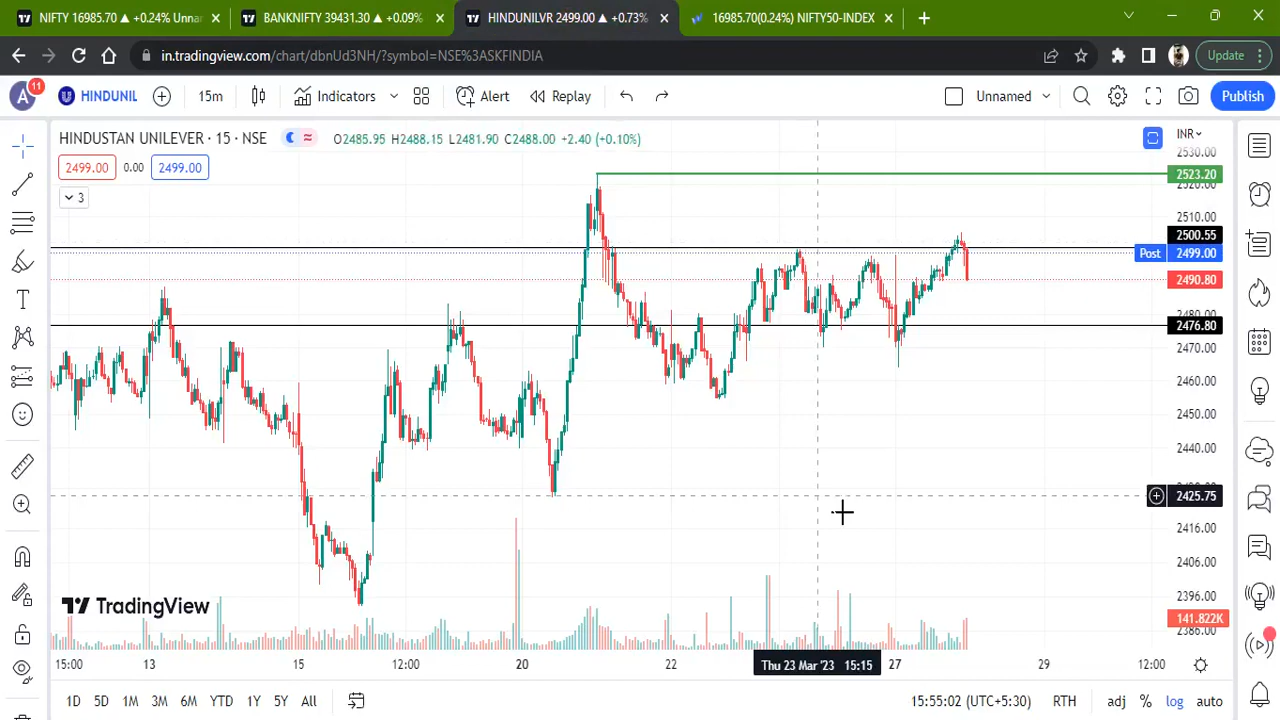 NIFTY 16985.70 ▲ +0.24% Unna
BANKNIFTY 39431.30 ▲ +0.09%
HINDUNILVR 2499.00 ▲ +0.73%
16985.70(0.24%) NIFTY50-INDEX
in.tradingview.com/chart/dbnUd3NH/?symbol=NSE%3ASKFINDIA
Update
A 11 HINDUNIL 15m Indicators Alert Replay Unnamed Publish
HINDUSTAN UNILEVER · 15 · NSE O2485.95 H2488.15 L2481.90 C2488.00 +2.40 (+0.10%)
INR
2530.00
2499.00 0.00 2499.00
2523.20
2520.00
3
2510.00
2500.55
Post 2499.00
2490.80
2476.80
2470.00
2460.00
2450.00
2440.00
2425.75
2416.00
2406.00
2396.00
TradingView
141.822K
2385.00
15:00 13 15 12:00 20 22 Thu 23 Mar '23 15:15 27 29 12:00
1D 5D 1M 3M 6M YTD 1Y 5Y All 15:55:02 (UTC+5:30) RTH adj % log auto